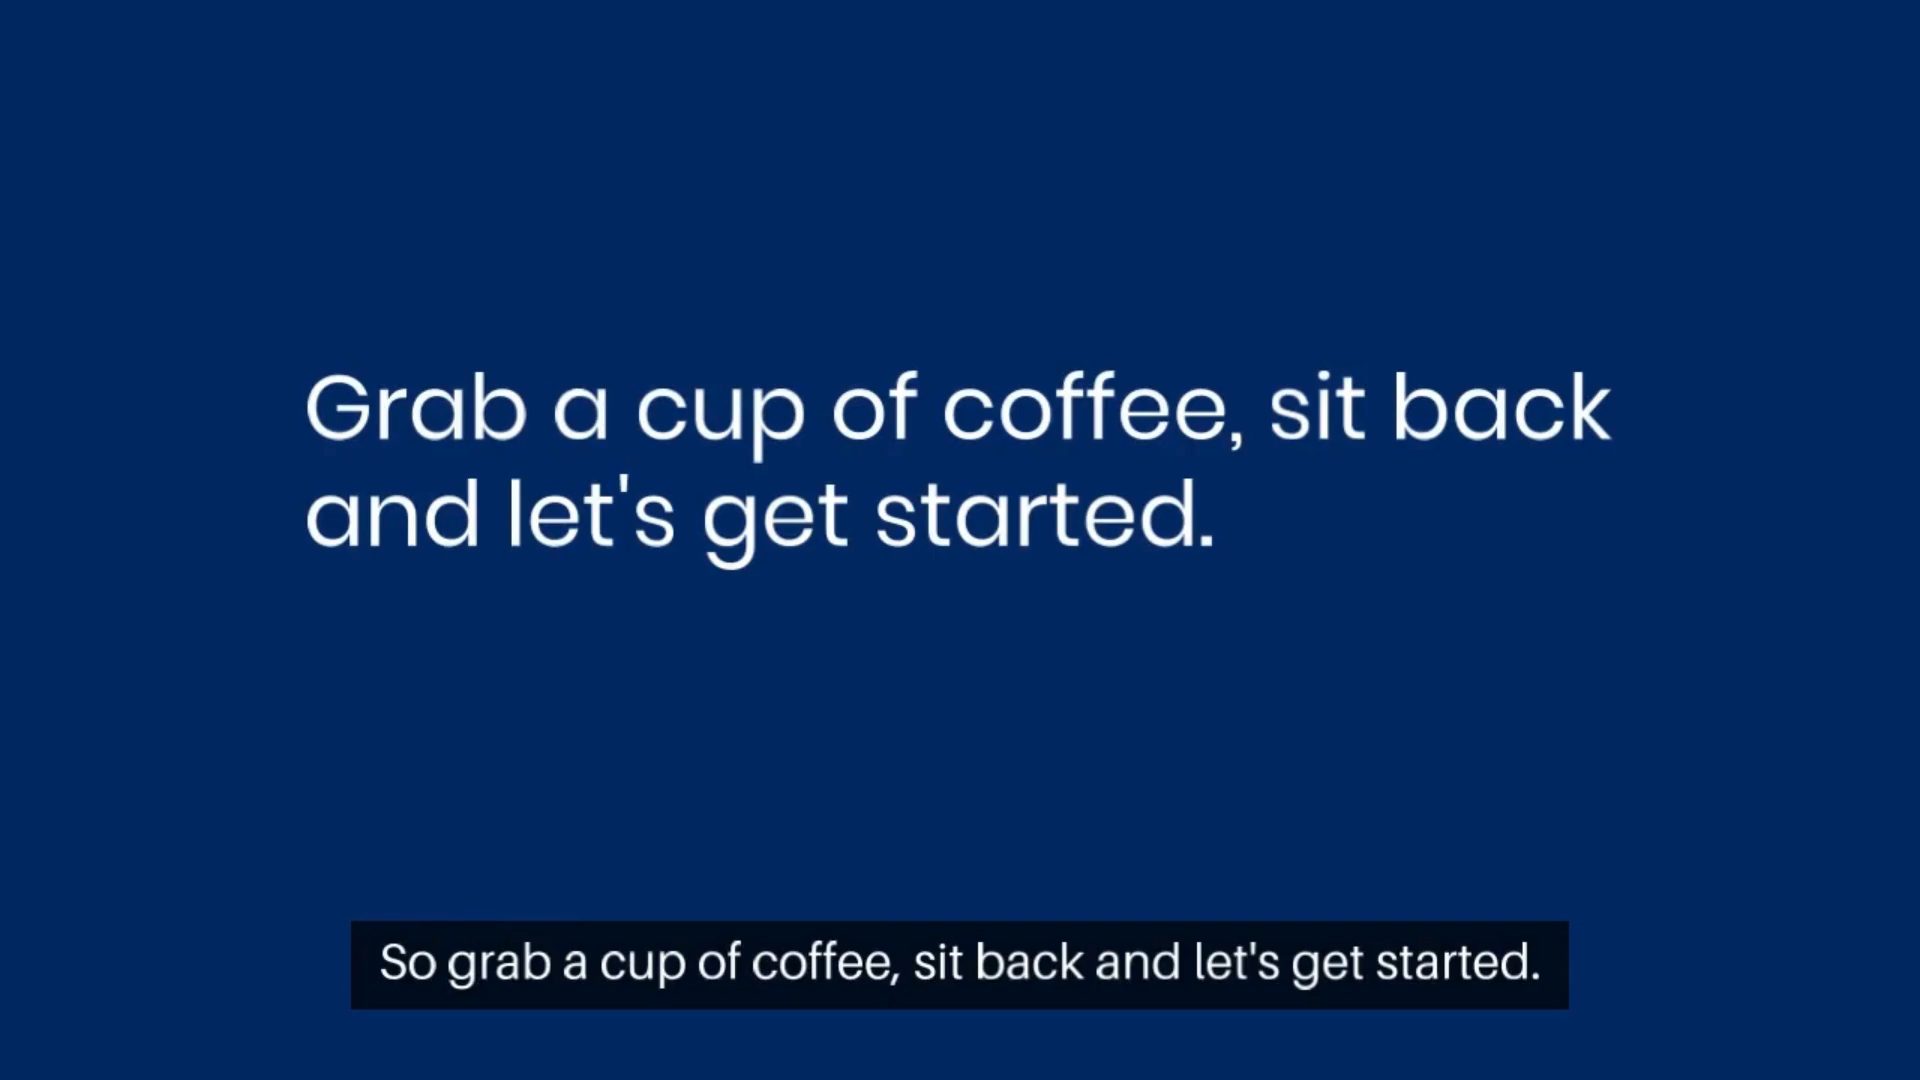 Grab a cup of coffee, sit back
and let's get started.
So grab a cup of coffee, sit back and let's get started.